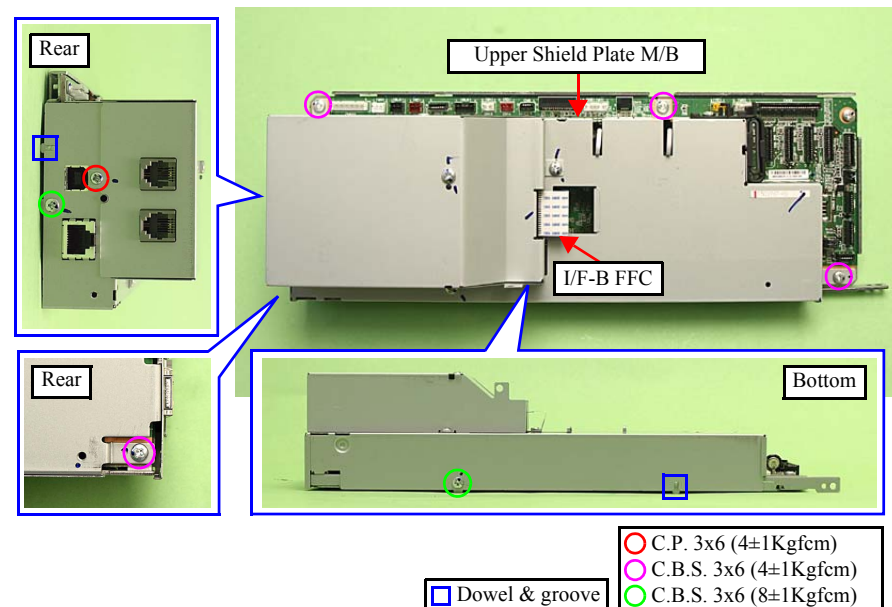 Rear
Upper Shield Plate M/B
I/F-B FFC
Rear
Bottom
Dowel & groove
C.P. 3x6 (4±1Kgfcm)
C.B.S. 3x6 (4±1Kgfcm)
C.B.S. 3x6 (8±1Kgfcm)